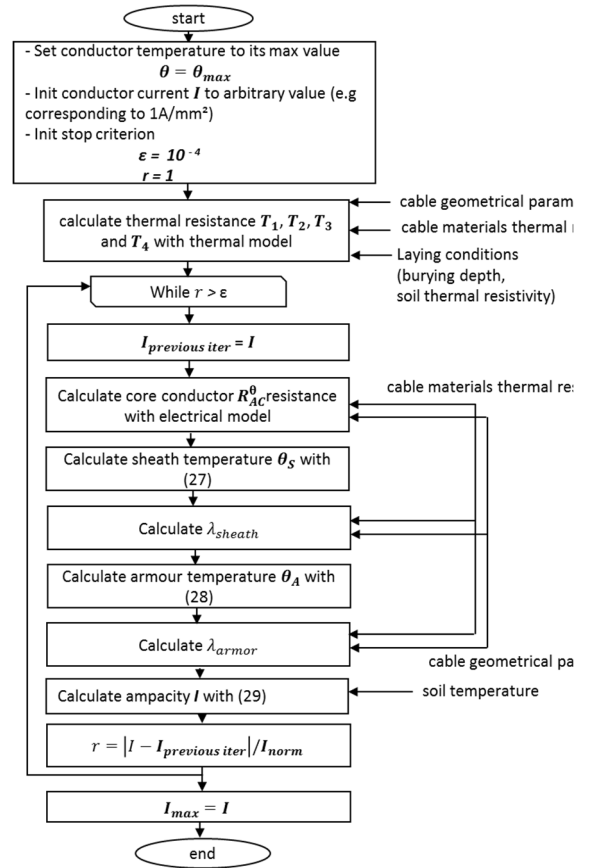 start
- Set conductor temperature to its max value
θ = θmax
- Init conductor current I to arbitrary value (e.g
corresponding to 1A/mm²)
- Init stop criterion
ε = 10⁻⁴
r = 1
calculate thermal resistance T1, T2, T3
and T4 with thermal model
cable geometrical param
cable materials thermal
Laying conditions
(burying depth,
soil thermal resistivity)
While r > ε
Iprevious iter = I
Calculate core conductor R^θ_AC resistance
with electrical model
cable materials thermal re
Calculate sheath temperature θS with
(27)
Calculate λsheath
Calculate armour temperature θA with
(28)
Calculate λarmor
cable geometrical pa
Calculate ampacity I with (29)
soil temperature
r = |I − Iprevious iter|/Inorm
Imax = I
end